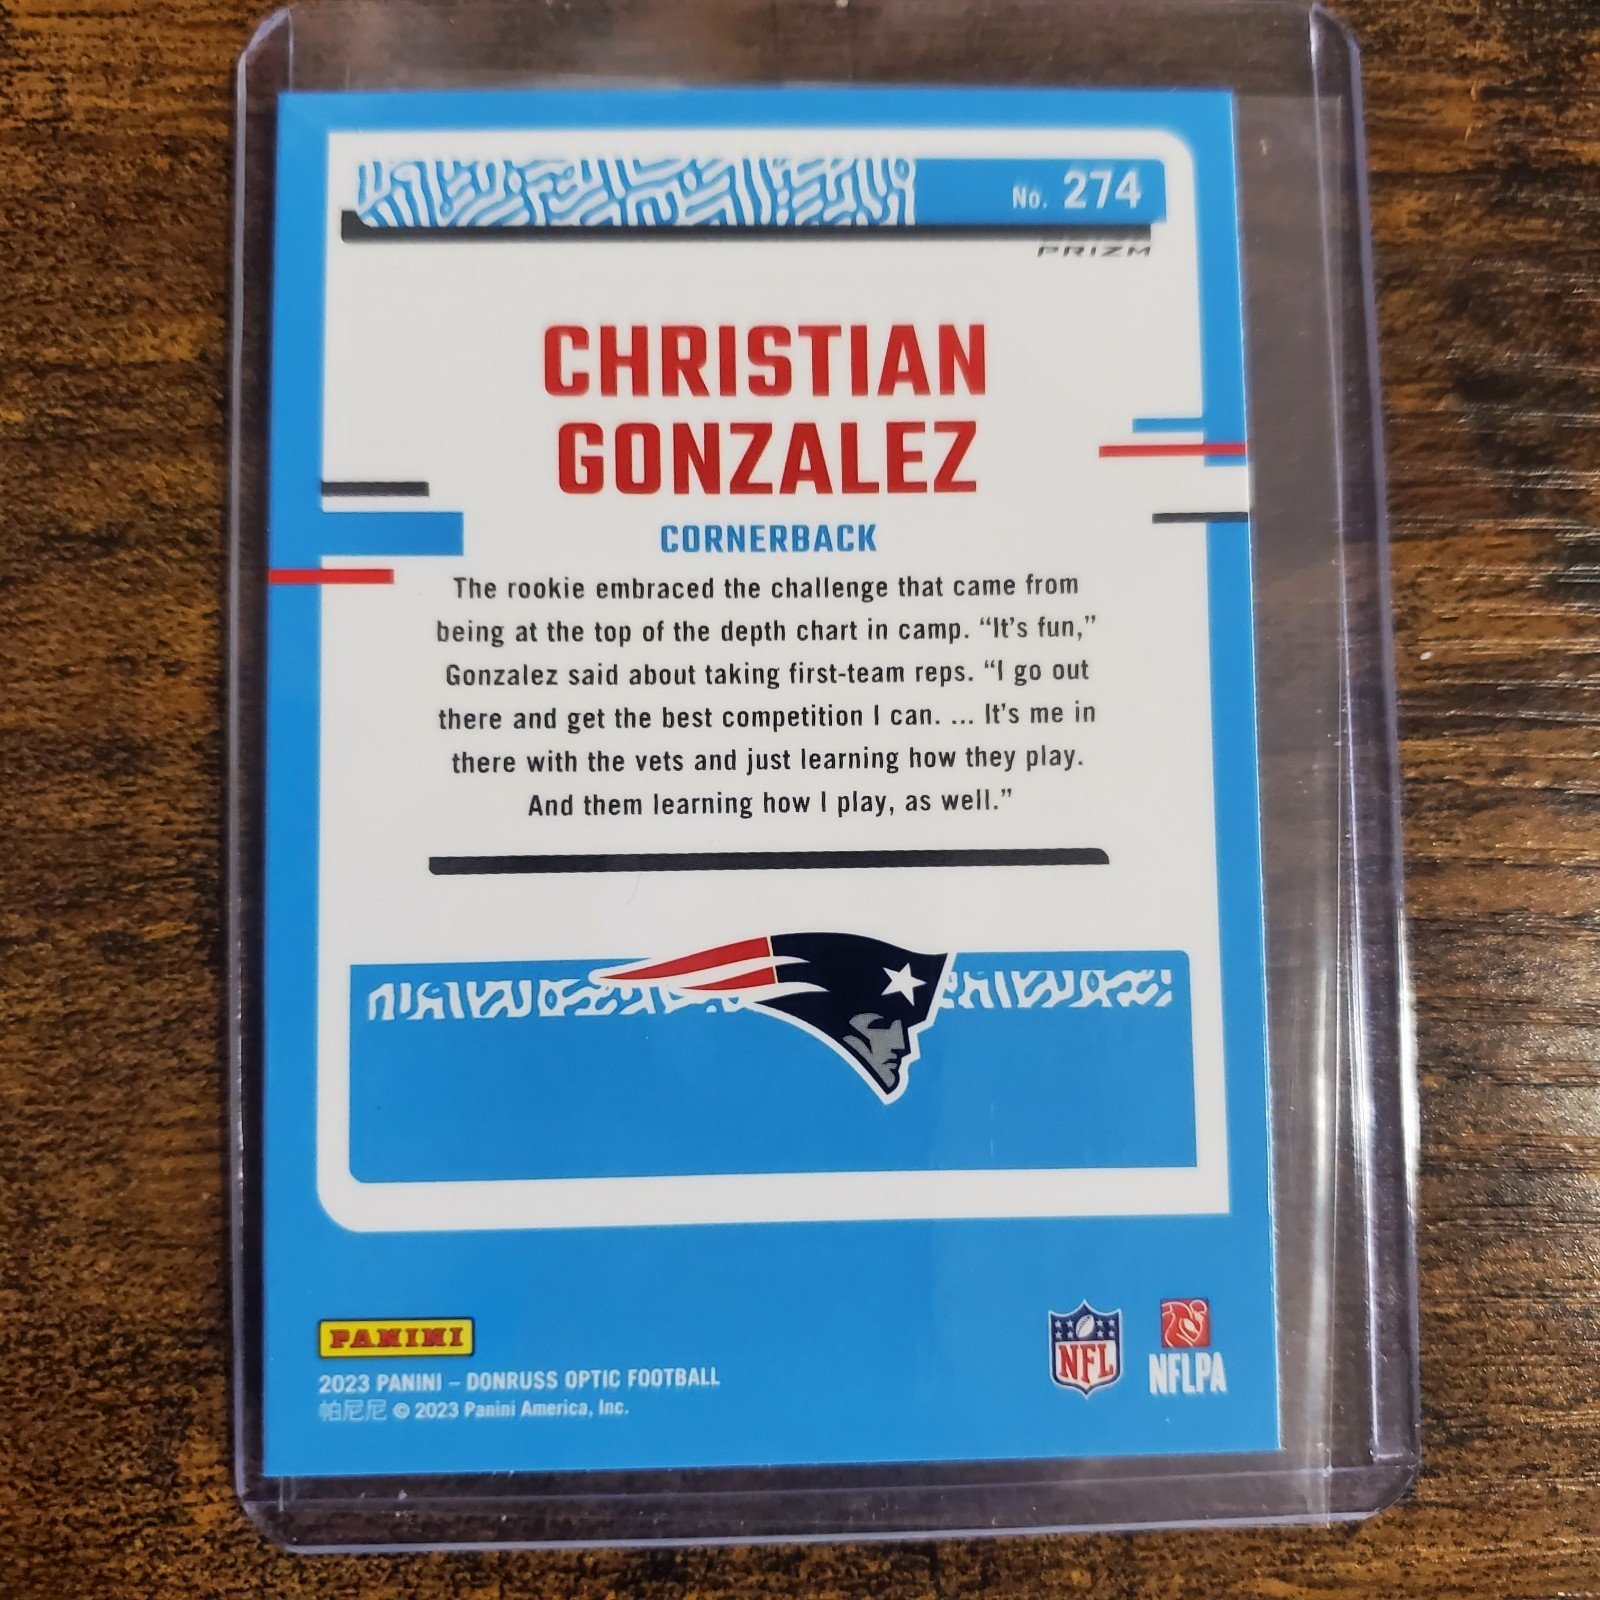 No. 274
PRIZM
CHRISTIAN
GONZALEZ
CORNERBACK
The rookie embraced the challenge that came from
being at the top of the depth chart in camp. “It’s fun,”
Gonzalez said about taking first-team reps. “I go out
there and get the best competition I can. ... It’s me in
there with the vets and just learning how they play.
And them learning how I play, as well.”
PANINI
2023 PANINI – DONRUSS OPTIC FOOTBALL
帕尼尼 © 2023 Panini America, Inc.
NFL
NFLPA